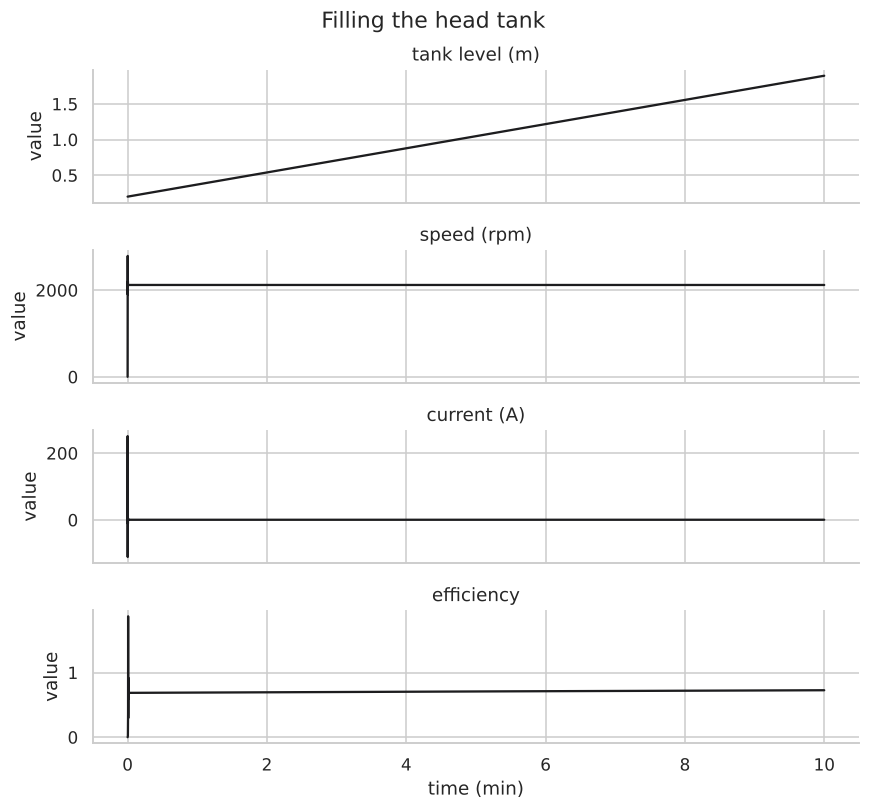 Filling the head tank
tank level (m)
value
1.5
1.0
0.5
speed (rpm)
value
2000
0
current (A)
value
200
0
efficiency
value
1
0
0 2 4 6 8 10
time (min)